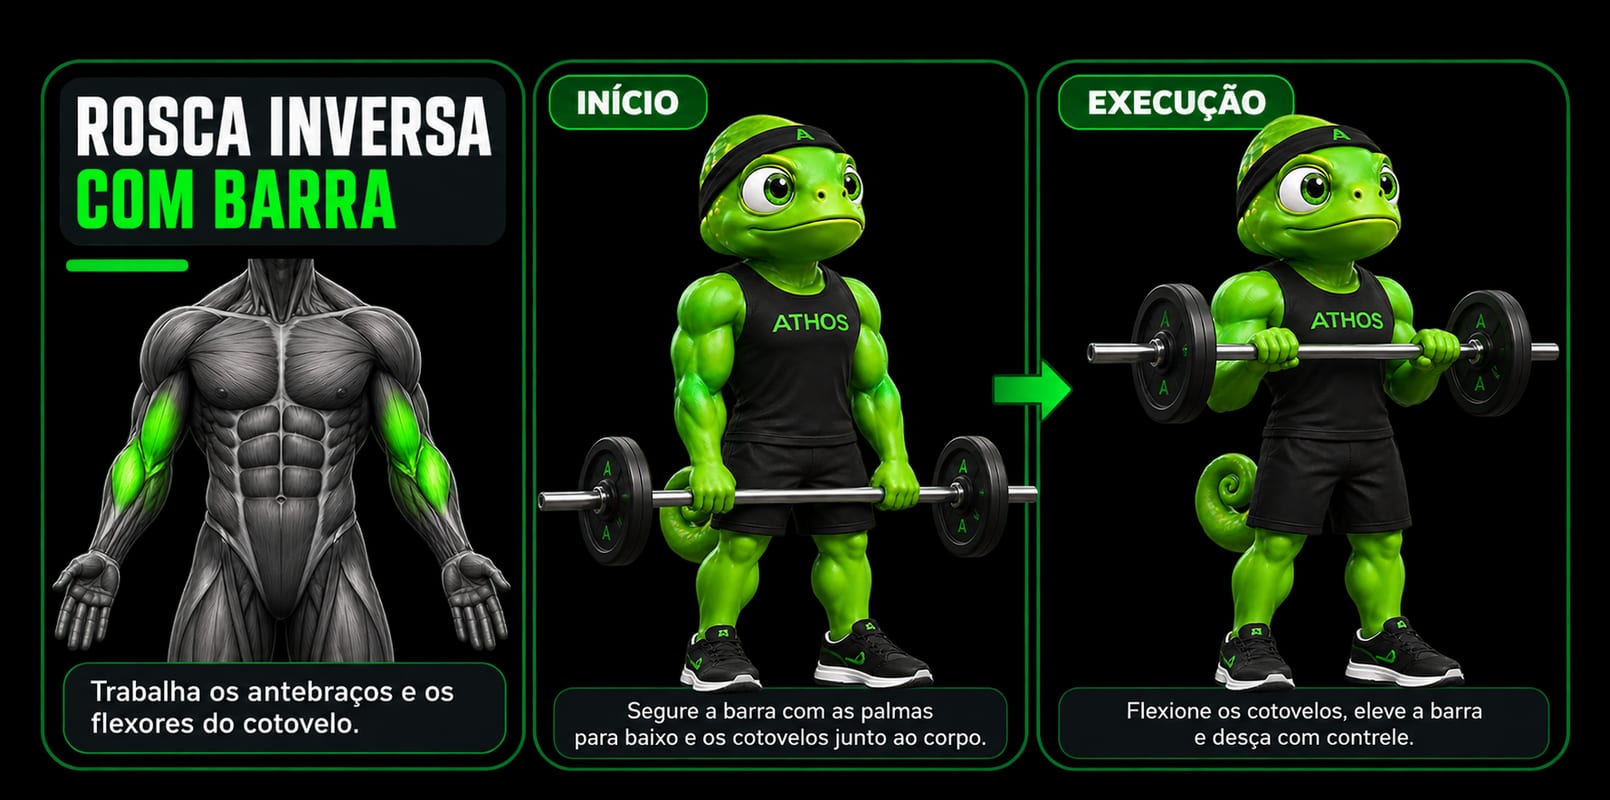 ROSCA INVERSA
COM BARRA
Trabalha os antebraços e os
flexores do cotovelo.
INÍCIO
A
ATHOS
A
A
A
A
Segure a barra com as palmas
para baixo e os cotovelos junto ao corpo.
EXECUÇÃO
A
ATHOS
A
A
A
A
Flexione os cotovelos, eleve a barra
e desça com contrele.